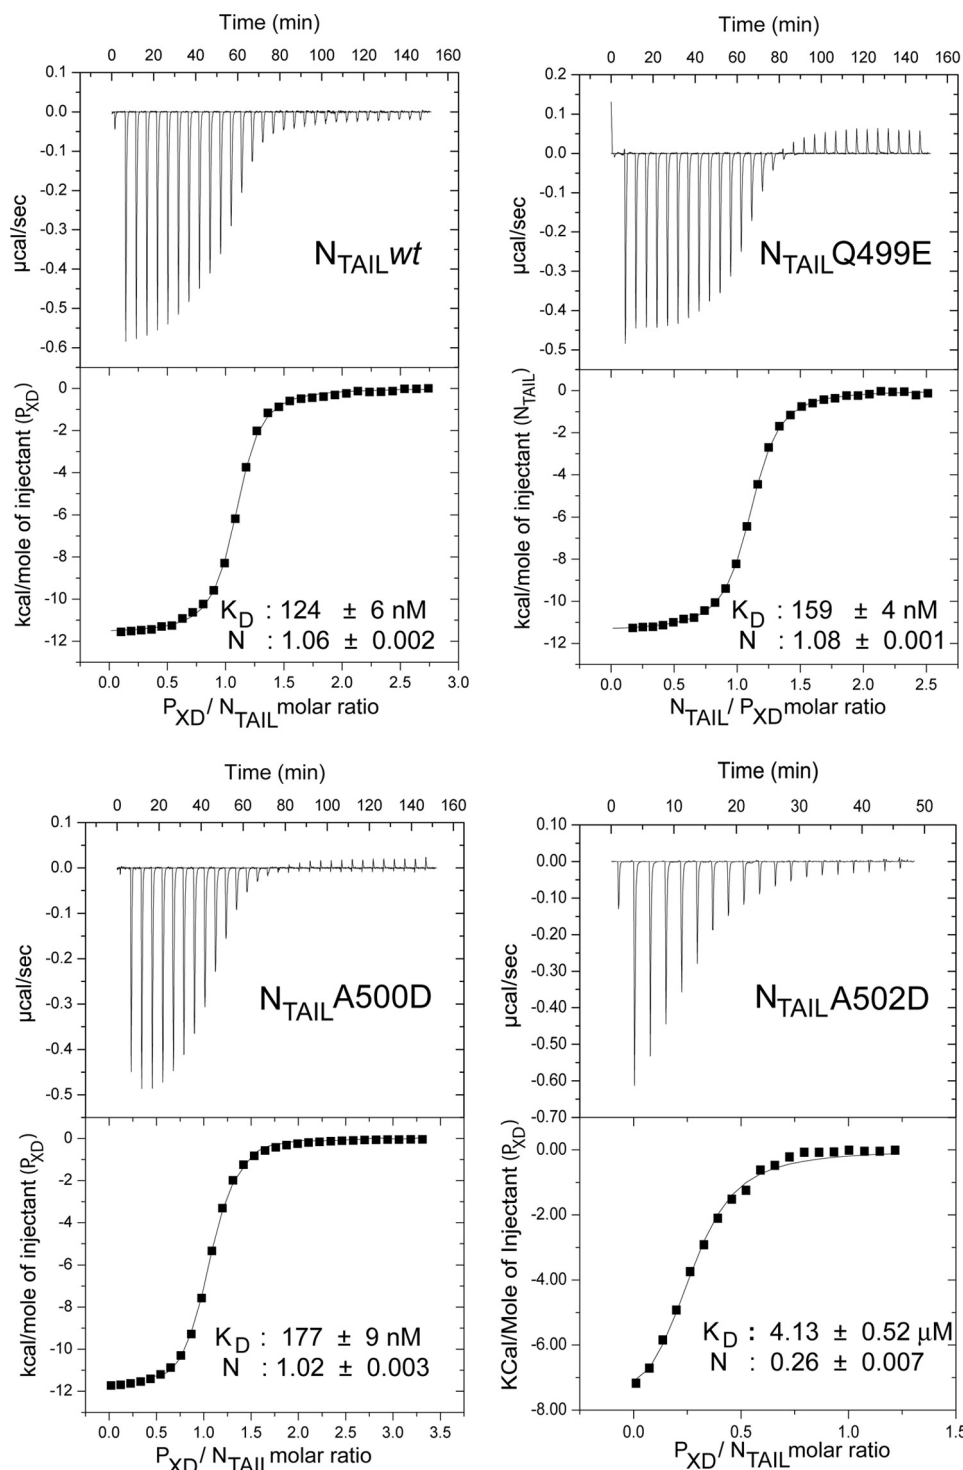 Time (min)
0 20 40 60 80 100 120 140 160
0.1
0.0
-0.1
-0.2
-0.3
-0.4
-0.5
-0.6
µcal/sec
NTAILwt
0
-2
-4
-6
-8
-10
-12
kcal/mole of injectant (PXD)
KD : 124 ± 6 nM
N : 1.06 ± 0.002
0.0 0.5 1.0 1.5 2.0 2.5 3.0
PXD/ NTAIL molar ratio
Time (min)
0 20 40 60 80 100 120 140 160
0.2
0.1
0.0
-0.1
-0.2
-0.3
-0.4
-0.5
µcal/sec
NTAILQ499E
0
-2
-4
-6
-8
-10
-12
kcal/mole of injectant (NTAIL)
KD : 159 ± 4 nM
N : 1.08 ± 0.001
0.0 0.5 1.0 1.5 2.0 2.5
NTAIL/ PXD molar ratio
Time (min)
0 20 40 60 80 100 120 140 160
0.1
0.0
-0.1
-0.2
-0.3
-0.4
-0.5
µcal/sec
NTAILA500D
0
-2
-4
-6
-8
-10
-12
kcal/mole of injectant (PXD)
KD : 177 ± 9 nM
N : 1.02 ± 0.003
0.0 0.5 1.0 1.5 2.0 2.5 3.0 3.5
PXD/ NTAIL molar ratio
Time (min)
0 10 20 30 40 50
0.10
0.00
-0.10
-0.20
-0.30
-0.40
-0.50
-0.60
-0.70
µcal/sec
NTAILA502D
0.00
-2.00
-4.00
-6.00
-8.00
KCal/Mole of Injectant (PXD)
KD : 4.13 ± 0.52 µM
N : 0.26 ± 0.007
0.0 0.5 1.0 1.5
PXD/ NTAIL molar ratio